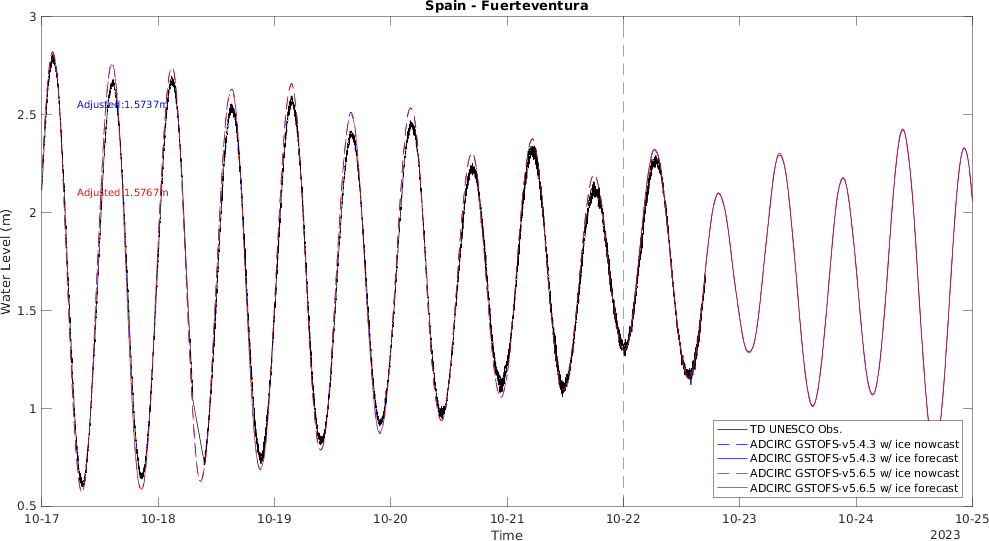 Spain - Fuerteventura
3
2.5
2
1.5
1
0.5
Water Level (m)
Adjusted:1.5737m
Adjusted:1.5767m
TD UNESCO Obs.
ADCIRC GSTOFS-v5.4.3 w/ ice nowcast
ADCIRC GSTOFS-v5.4.3 w/ ice forecast
ADCIRC GSTOFS-v5.6.5 w/ ice nowcast
ADCIRC GSTOFS-v5.6.5 w/ ice forecast
10-17 10-18 10-19 10-20 10-21 10-22 10-23 10-24 10-25
Time
2023